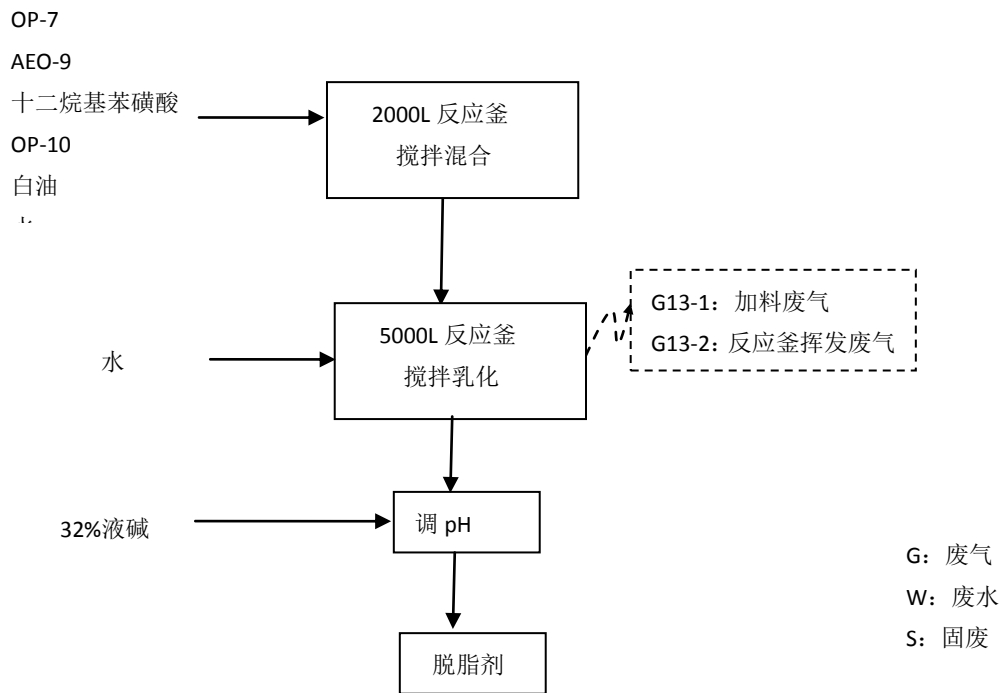 OP-7
AEO-9
十二烷基苯磺酸
OP-10
白油
2000L 反应釜
搅拌混合
水
5000L 反应釜
搅拌乳化
G13-1：加料废气
G13-2：反应釜挥发废气
32%液碱
调 pH
脱脂剂
G：废气
W：废水
S：固废